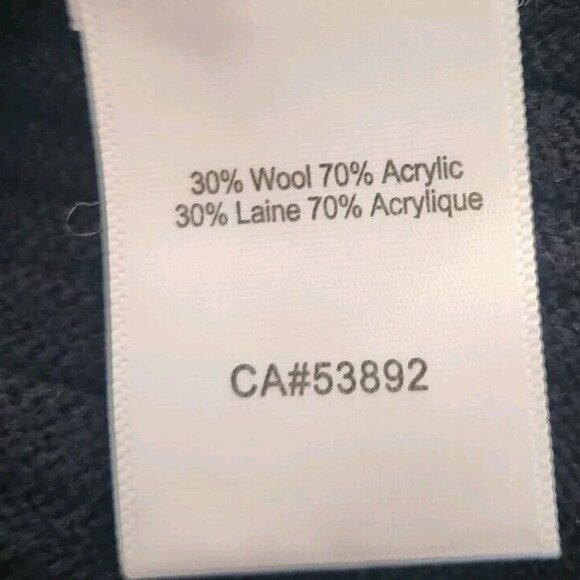 30% Wool 70% Acrylic
30% Laine 70% Acrylique
CA#53892